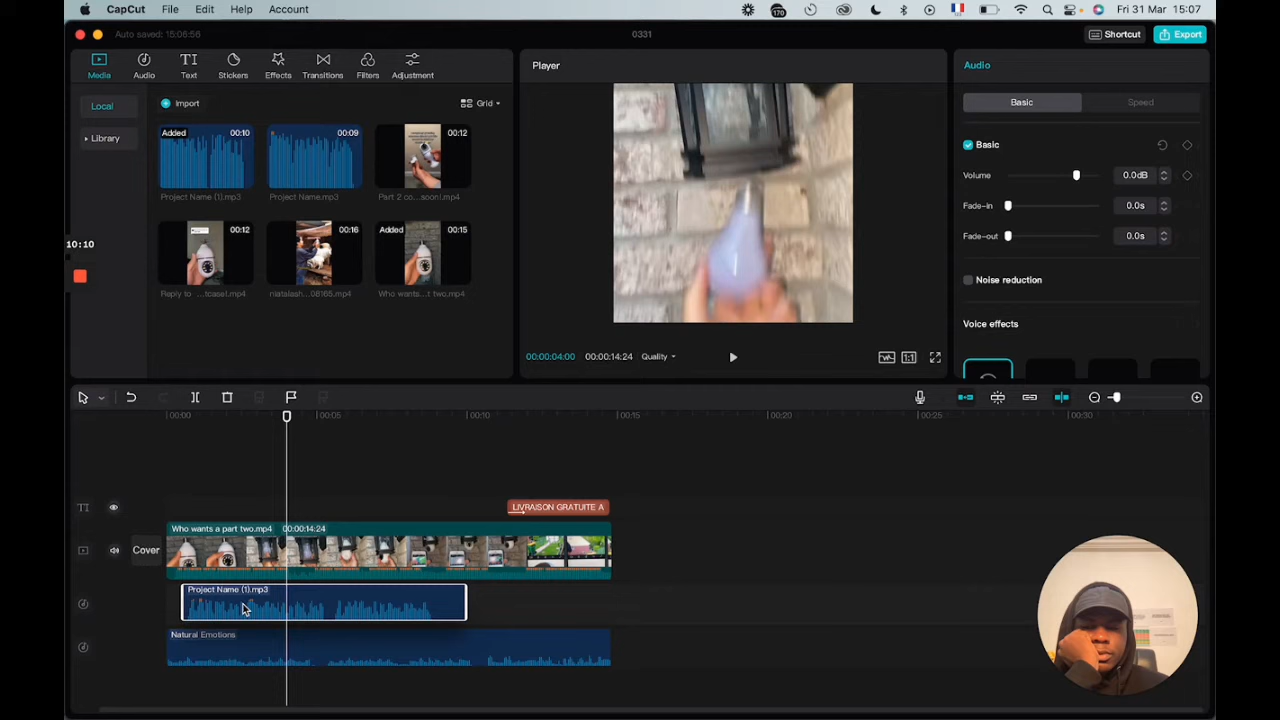 CapCut File Edit Help Account
170
Fri 31 Mar 15:07
Auto saved: 15:06:56
0331
Shortcut
Export
Media
Audio
Text
Stickers
Effects
Transitions
Filters
Adjustment
Player
Audio
Local
Library
Import
Grid
Basic
Speed
Added 00:10
00:09
00:12
Project Name (1).mp3
Project Name.mp3
Part 2 co...soon!.mp4
00:12
00:16
Added 00:15
Reply to ...tcase1.mp4
niatalash...08165.mp4
Who wants...t two.mp4
10:10
Basic
Volume
0.0dB
Fade-in
0.0s
Fade-out
0.0s
Noise reduction
Voice effects
00:00:04:00
00:00:14:24
Quality
1:1
00:00
00:05
00:10
00:15
00:20
00:25
00:30
TI
LIVRAISON GRATUITE A
Who wants a part two.mp4 00:00:14:24
Cover
Project Name (1).mp3
Natural Emotions